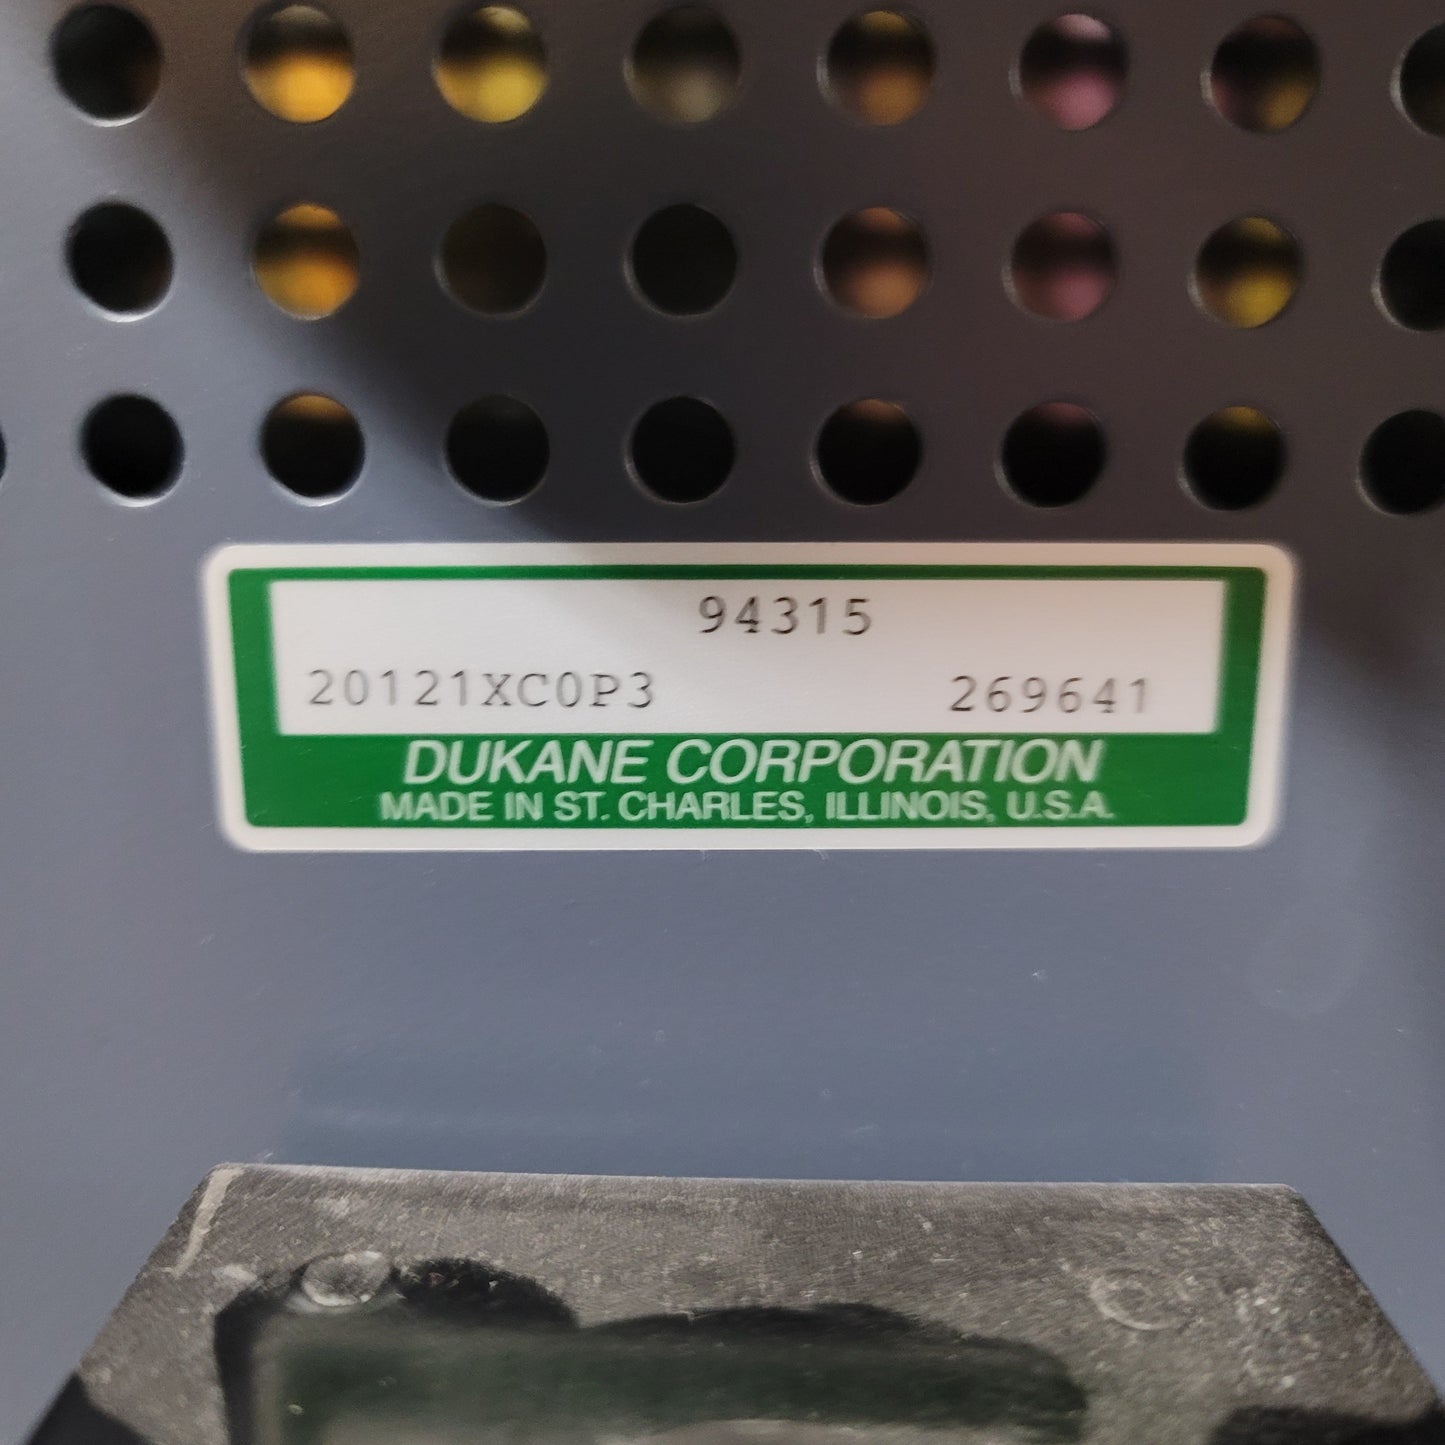 94315
20121XC0P3 269641
DUKANE CORPORATION
MADE IN ST. CHARLES, ILLINOIS, U.S.A.